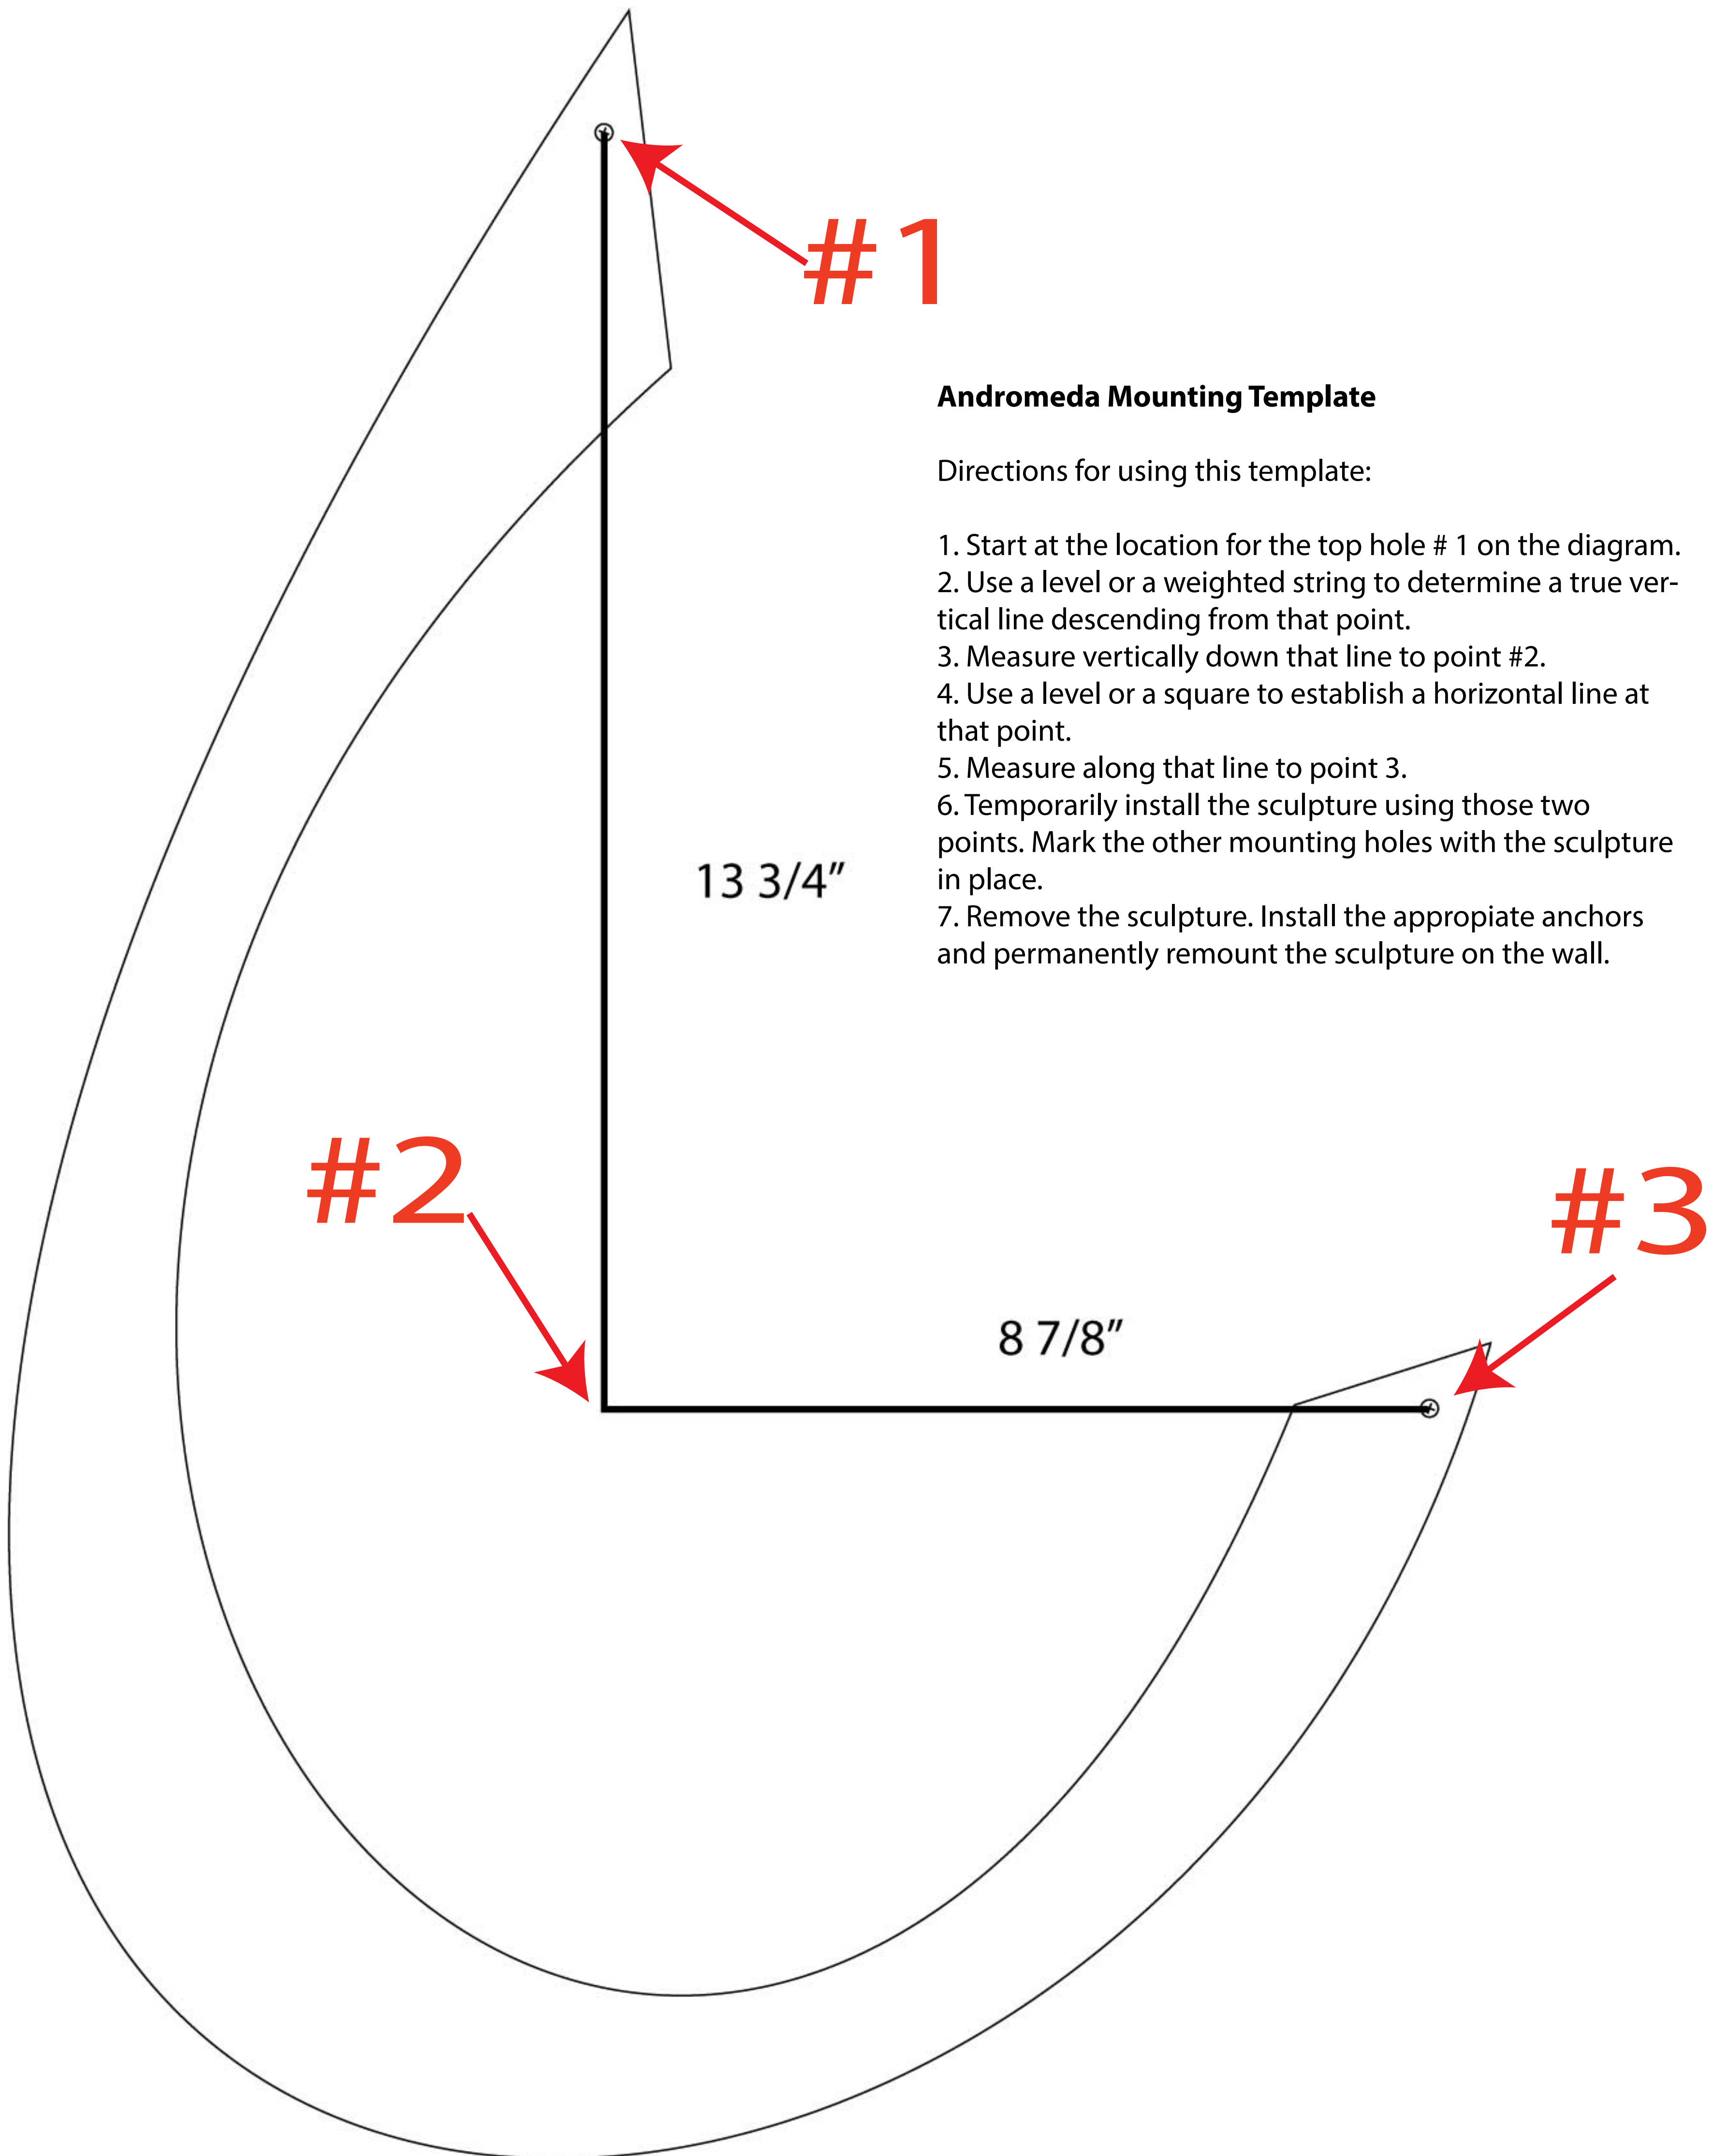 #1
Andromeda Mounting Template
Directions for using this template:
1. Start at the location for the top hole # 1 on the diagram.
2. Use a level or a weighted string to determine a true ver-
tical line descending from that point.
3. Measure vertically down that line to point #2.
4. Use a level or a square to establish a horizontal line at
that point.
5. Measure along that line to point 3.
6. Temporarily install the sculpture using those two
points. Mark the other mounting holes with the sculpture
in place.
7. Remove the sculpture. Install the appropiate anchors
and permanently remount the sculpture on the wall.
13 3/4”
#2
#3
8 7/8”